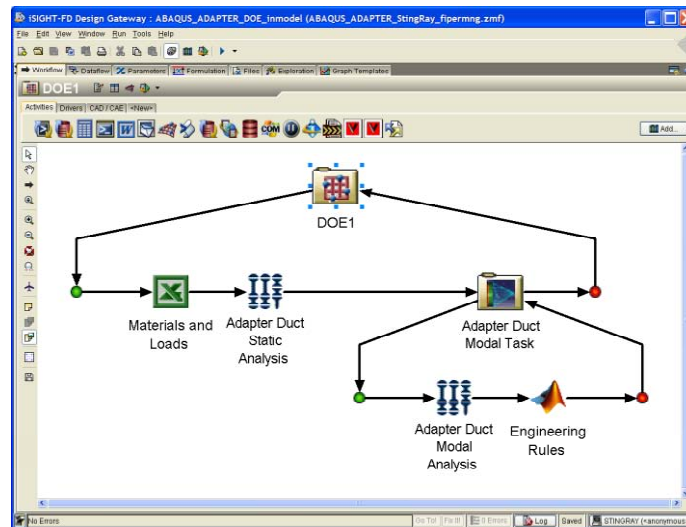 iSIGHT-FD Design Gateway : ABAQUS_ADAPTER_DOE_inmodel (ABAQUS_ADAPTER_StingRay_fipermng.zmf)
File Edit View Window Run Tools Help
Workflow Dataflow Parameters Formulation Files Exploration Graph Templates
DOE1
Activities Drivers CAD / CAE <New>
COM Add...
DOE1
Materials and
Loads
Adapter Duct
Static
Analysis
Adapter Duct
Modal Task
Adapter Duct
Modal
Analysis
Engineering
Rules
No Errors Go To! Fix It! 0 Errors Log Saved STINGRAY (<anonymous